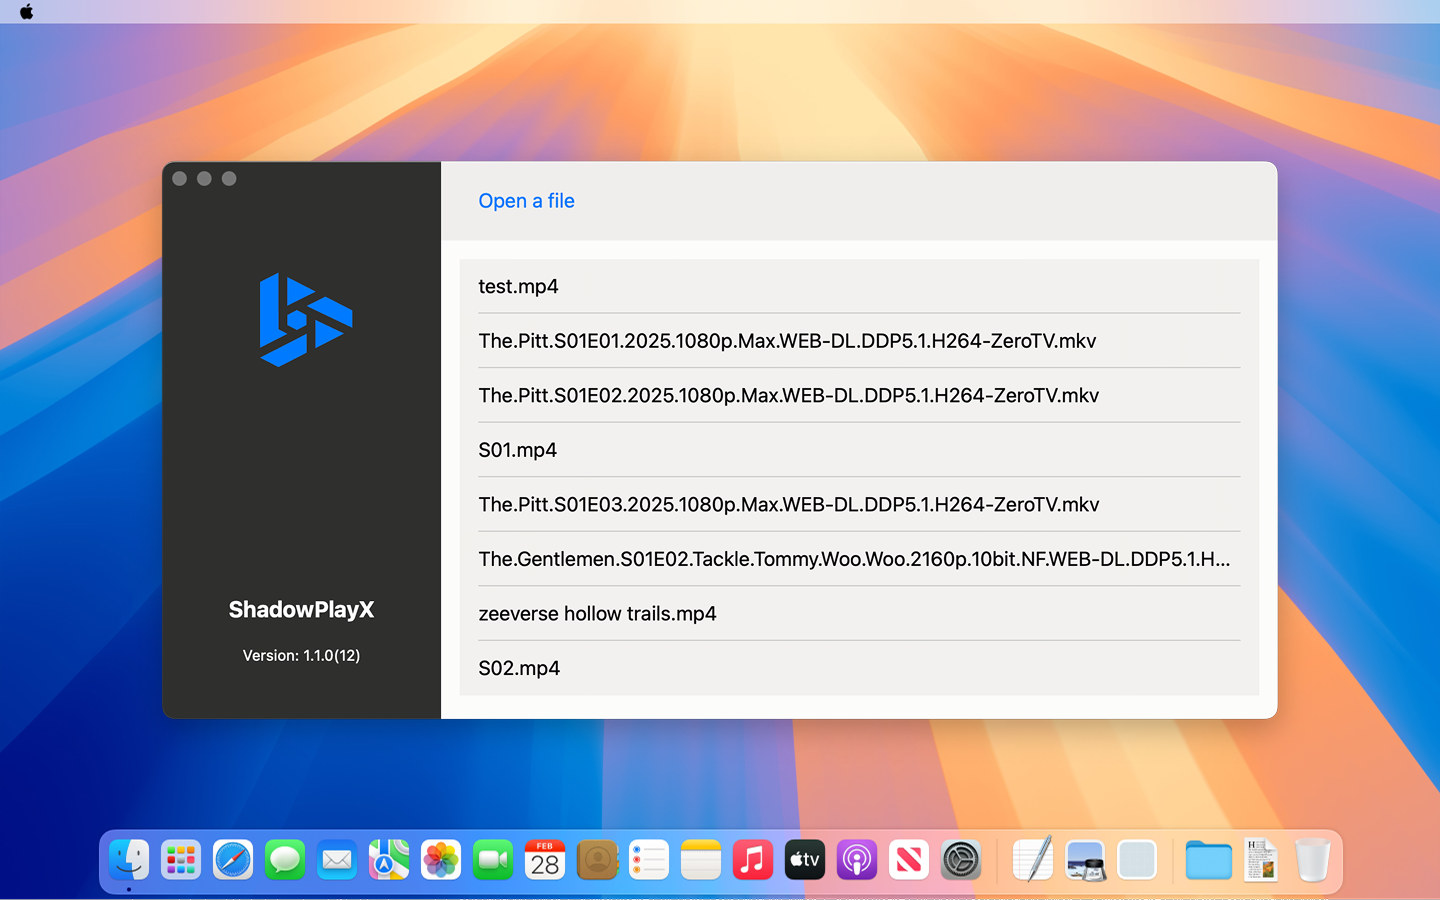 Open a file
test.mp4
The.Pitt.S01E01.2025.1080p.Max.WEB-DL.DDP5.1.H264-ZeroTV.mkv
The.Pitt.S01E02.2025.1080p.Max.WEB-DL.DDP5.1.H264-ZeroTV.mkv
S01.mp4
The.Pitt.S01E03.2025.1080p.Max.WEB-DL.DDP5.1.H264-ZeroTV.mkv
The.Gentlemen.S01E02.Tackle.Tommy.Woo.Woo.2160p.10bit.NF.WEB-DL.DDP5.1.H...
zeeverse hollow trails.mp4
S02.mp4
ShadowPlayX
Version: 1.1.0(12)
FEB
28
tv